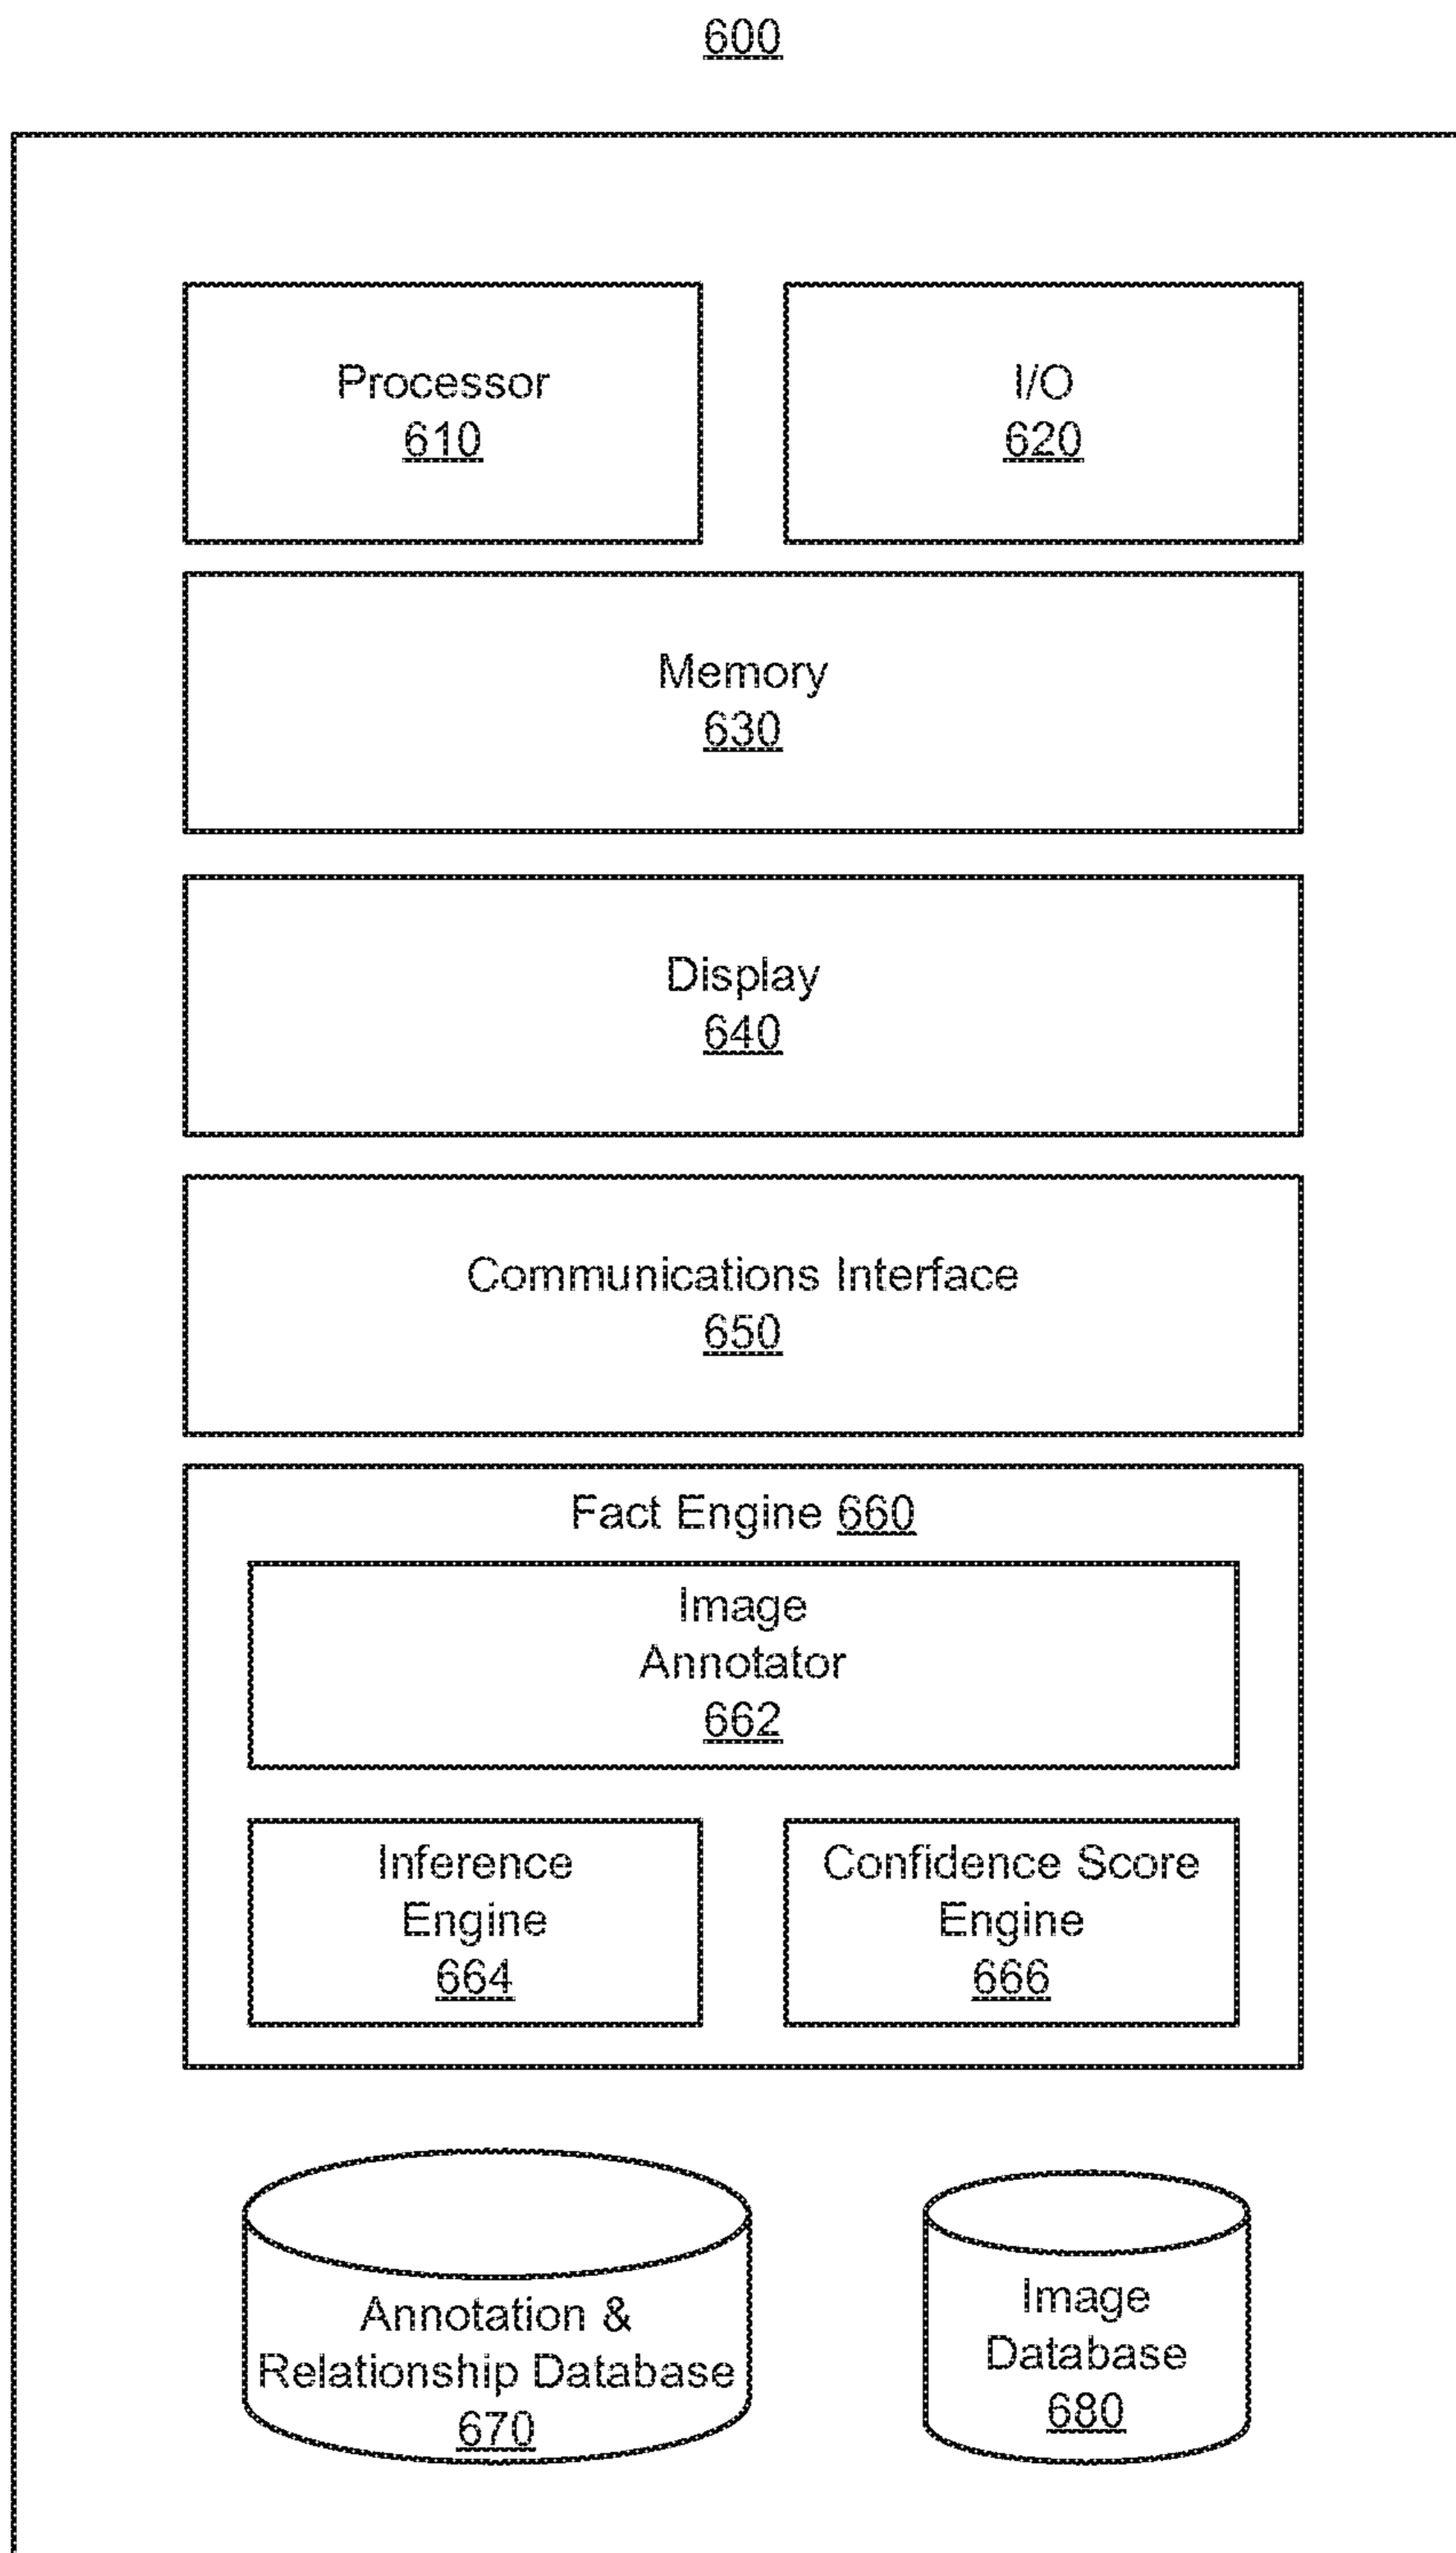 600
Processor
610
I/O
620
Memory
630
Display
640
Communications Interface
650
Fact Engine 660
Image
Annotator
662
Inference
Engine
664
Confidence Score
Engine
666
Annotation &
Relationship Database
670
Image
Database
680